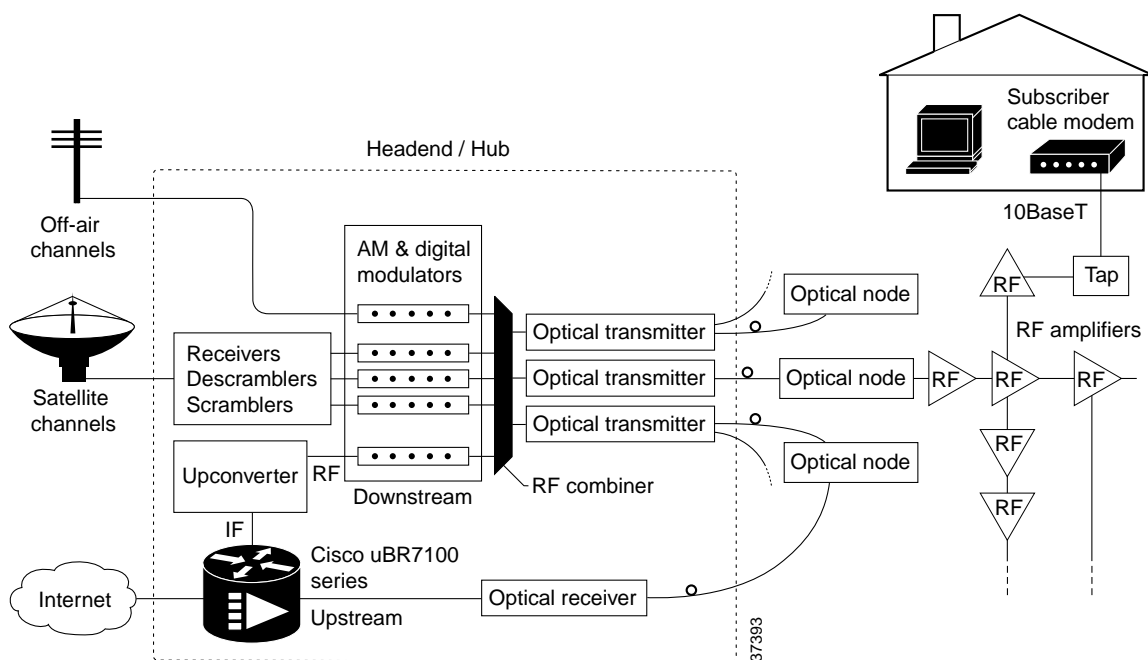 Subscriber
cable modem
Headend / Hub
10BaseT
Off-air
channels
AM & digital
modulators
Tap
RF
Optical node
Optical transmitter
RF amplifiers
Receivers
Descramblers
Scramblers
Optical transmitter
Optical node
RF
RF
RF
Satellite
channels
Optical transmitter
RF
Optical node
Upconverter
RF
Downstream
RF combiner
RF
IF
Cisco uBR7100
series
Internet
Optical receiver
Upstream
37393